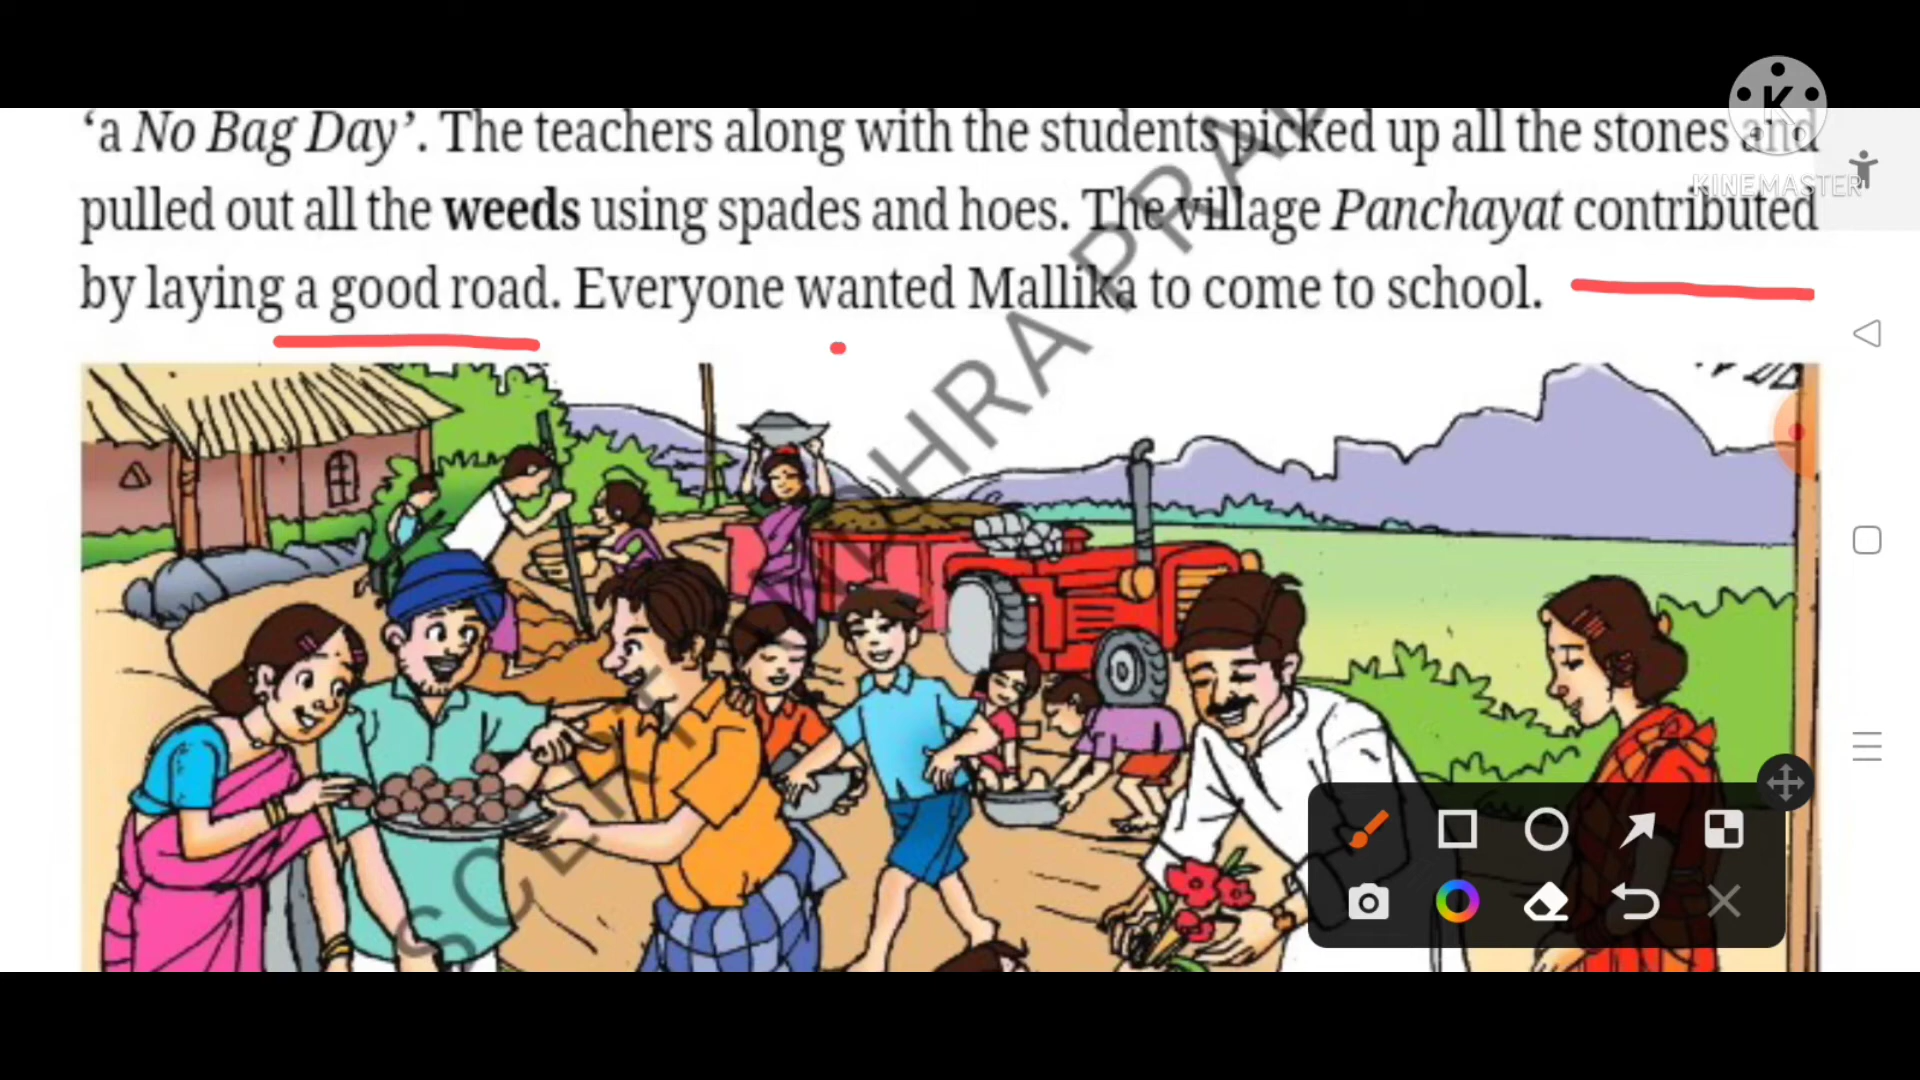 ‘a No Bag Day’. The teachers along with the students picked up all the stones and
pulled out all the weeds using spades and hoes. The village Panchayat contributed
by laying a good road. Everyone wanted Mallika to come to school.
KINEMASTER